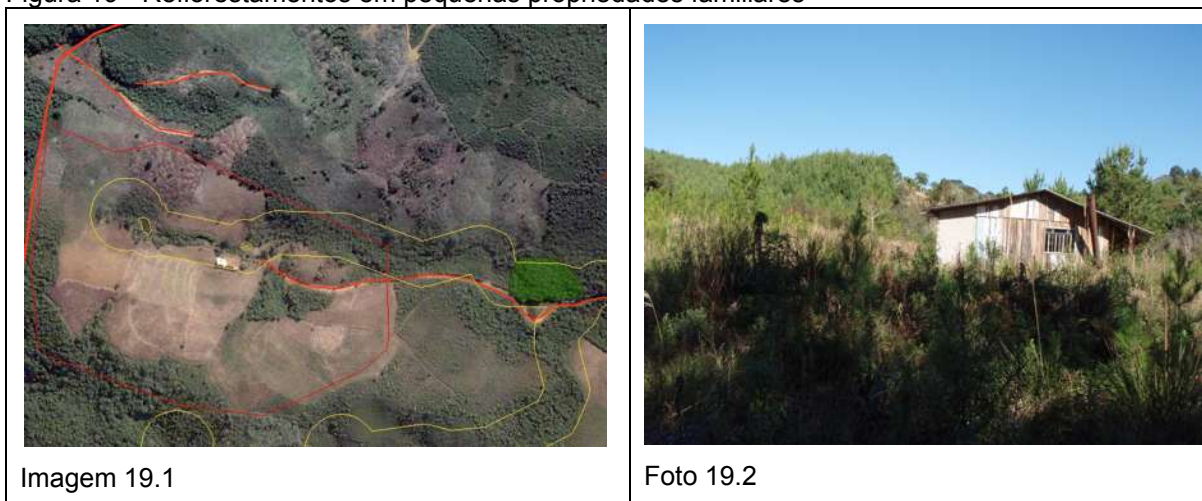 Figura 19 - Reflorestamentos em pequenas propriedades familiares
Imagem 19.1
Foto 19.2